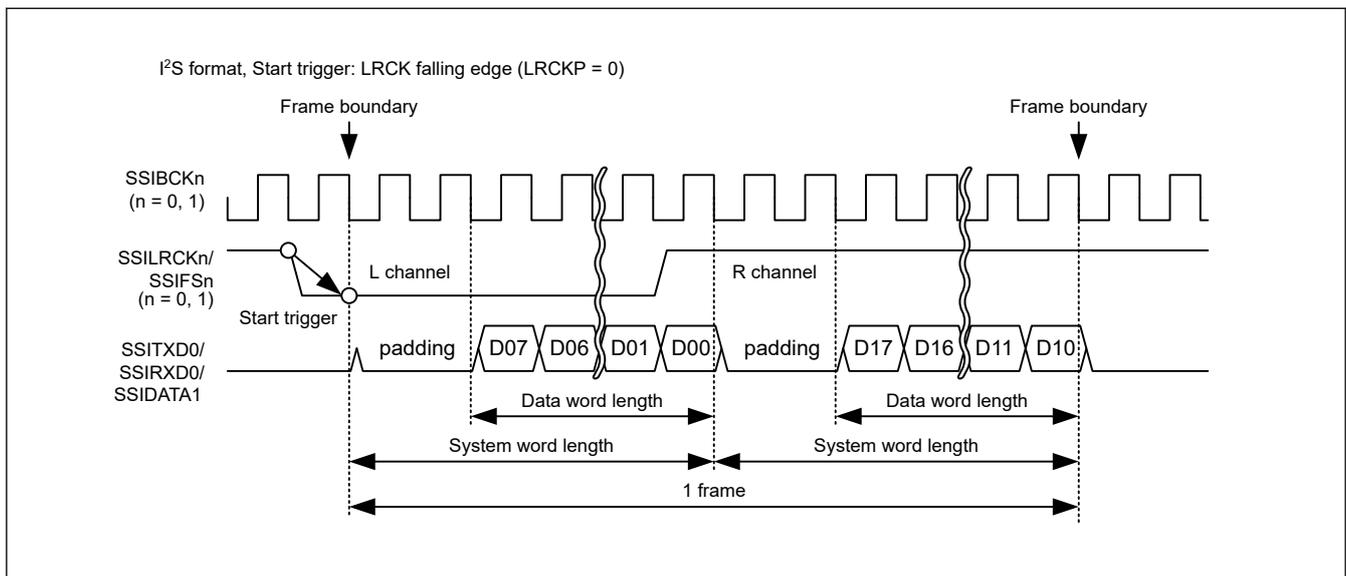 I²S format, Start trigger: LRCK falling edge (LRCKP = 0)
Frame boundary
Frame boundary
SSIBCKn
(n = 0, 1)
SSILRCKn/
SSIFSn
(n = 0, 1)
L channel
R channel
Start trigger
SSITXD0/
SSIRXD0/
SSIDATA1
padding D07 D06 D01 D00 padding D17 D16 D11 D10
Data word length
Data word length
System word length
System word length
1 frame